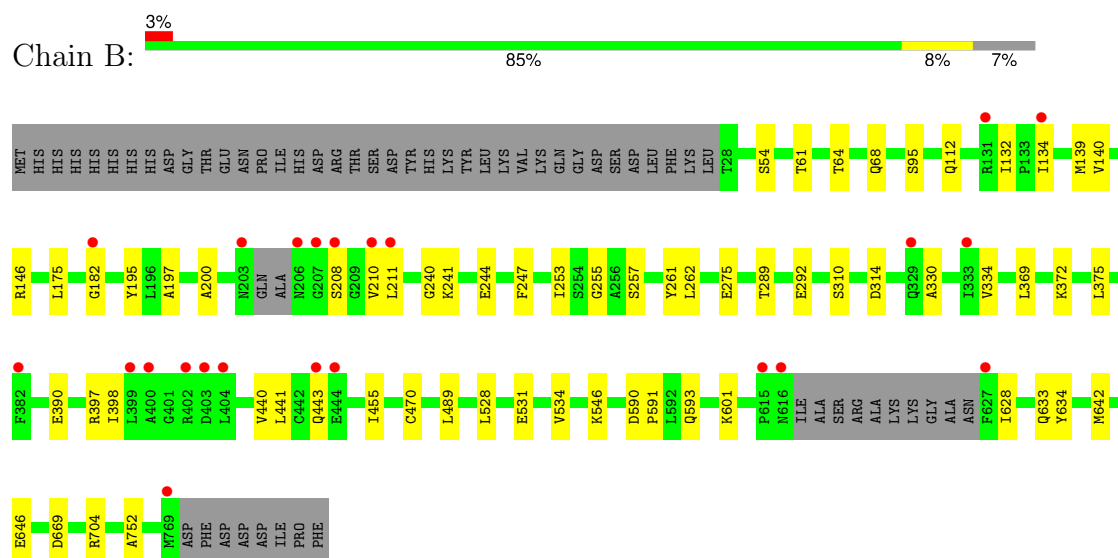 3%
Chain B:
85% 8% 7%
MET HIS HIS HIS HIS HIS HIS HIS ASP GLY THR GLU ASN PRO ILE HIS ASP ARG THR SER ASP TYR HIS LYS TYR LEU LYS VAL LYS GLN GLY ASP SER ASP LEU PHE LYS LEU T28 S54 T61 T64 Q68 S95 Q112 R131 I132 P133 I134 M139 V140
R146 L175 G182 Y195 L196 A197 A200 N203 GLN ALA N206 G207 S208 G209 V210 L211 G240 K241 E244 F247 I253 S254 G255 A256 S257 Y261 L262 E275 T289 E292 S310 D314 Q329 A330 I333 V334 L369 K372 L375
F382 E390 R397 I398 L399 A400 G401 R402 D403 L404 V440 L441 C442 Q443 E444 I455 C470 L489 L528 E531 V534 K546 D590 P591 L592 Q593 K601 P615 N616 ILE ALA SER ARG ALA LYS LYS GLY ALA ASN F627 I628 Q633 Y634 M642
E646 D669 R704 A752 M769 ASP PHE ASP ASP ASP ILE PRO PHE